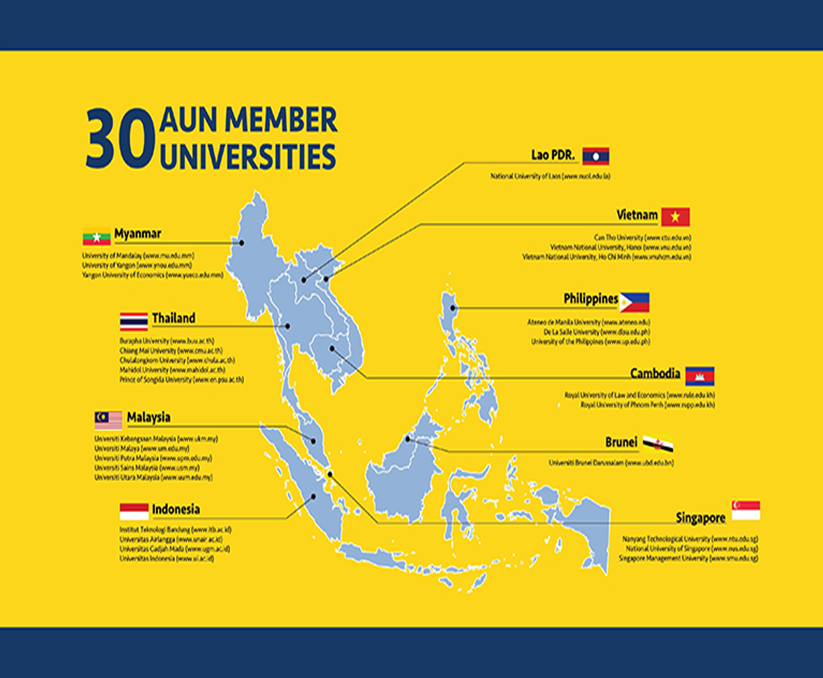 30 AUN MEMBER
UNIVERSITIES
Lao PDR.
National University of Laos (www.nuol.edu.la)
Vietnam
Can Tho University (www.ctu.edu.vn)
Vietnam National University, Hanoi (www.vnu.edu.vn)
Vietnam National University, Ho Chi Minh (www.vnuhcm.edu.vn)
Myanmar
University of Mandalay (www.mu.edu.mm)
University of Yangon (www.ynou.edu.mm)
Yangon University of Economics (www.yueco.edu.mm)
Philippines
Ateneo de Manila University (www.ateneo.edu)
De La Salle University (www.dlsu.edu.ph)
University of the Philippines (www.up.edu.ph)
Thailand
Burapha University (www.buu.ac.th)
Chiang Mai University (www.cmu.ac.th)
Chulalongkorn University (www.chula.ac.th)
Mahidol University (www.mahidol.ac.th)
Prince of Songkla University (www.en.psu.ac.th)
Cambodia
Royal University of Law and Economics (www.rule.edu.kh)
Royal University of Phnom Penh (www.rupp.edu.kh)
Malaysia
Universiti Kebangsaan Malaysia (www.ukm.my)
Universiti Malaya (www.um.edu.my)
Universiti Putra Malaysia (www.upm.edu.my)
Universiti Sains Malaysia (www.usm.my)
Universiti Utara Malaysia (www.uum.edu.my)
Brunei
Universiti Brunei Darussalam (www.ubd.edu.bn)
Indonesia
Institut Teknologi Bandung (www.itb.ac.id)
Universitas Airlangga (www.unair.ac.id)
Universitas Gadjah Mada (www.ugm.ac.id)
Universitas Indonesia (www.ui.ac.id)
Singapore
Nanyang Technological University (www.ntu.edu.sg)
National University of Singapore (www.nus.edu.sg)
Singapore Management University (www.smu.edu.sg)